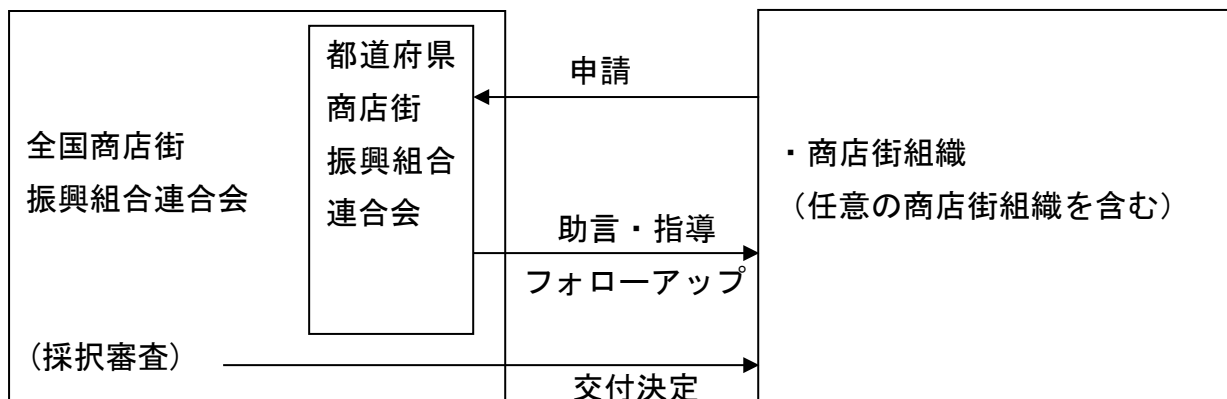 都道府県
商店街
振興組合
連合会
全国商店街
振興組合連合会
(採択審査)
申請
助言・指導
フォローアップ
交付決定
・商店街組織
（任意の商店街組織を含む）